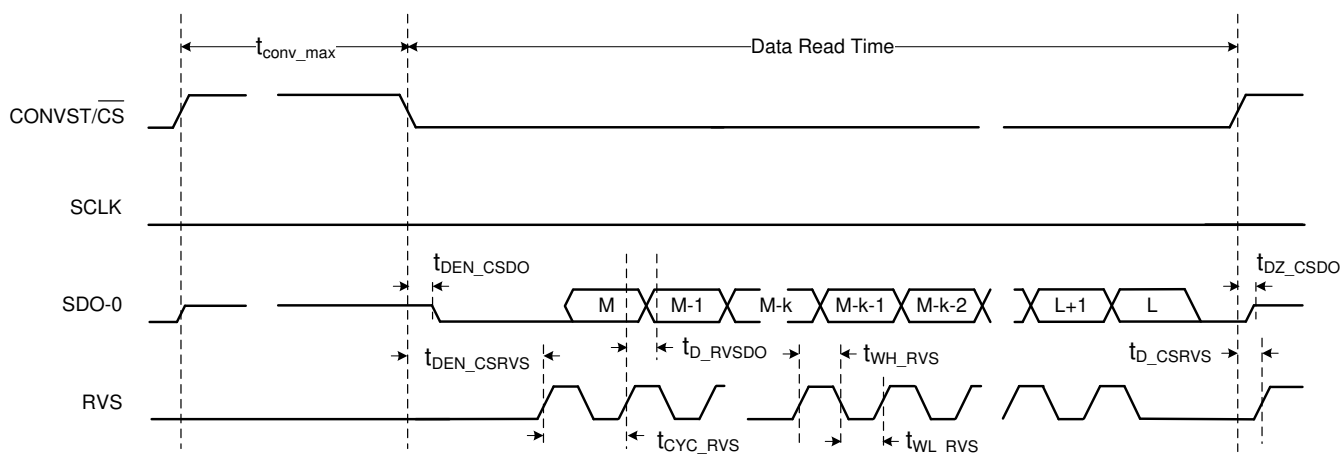 t_conv_max Data Read Time
CONVST/CS
SCLK
t_DEN_CSDO t_DZ_CSDO
SDO-0 M M-1 M-k M-k-1 M-k-2 L+1 L
t_DEN_CSRVS t_D_RVSDO t_WH_RVS t_D_CSRVS
RVS
t_CYC_RVS t_WL_RVS